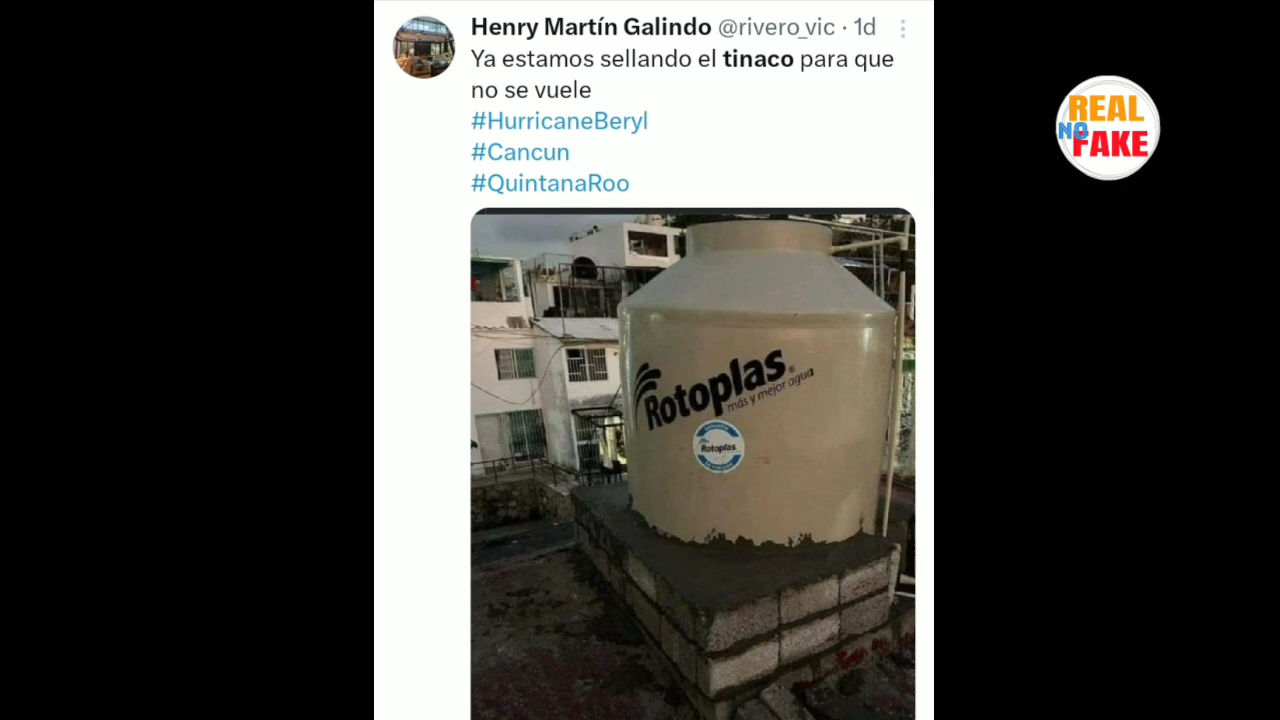 Henry Martín Galindo @rivero_vic · 1d
Ya estamos sellando el tinaco para que
no se vuele
#HurricaneBeryl
#Cancun
#QuintanaRoo
REAL
NO
FAKE
Rotoplas®
más y mejor agua
Rotoplas